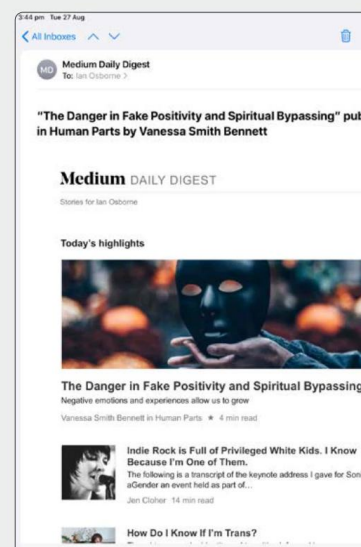 3:44 pm Tue 27 Aug
All Inboxes
MD
Medium Daily Digest
To: Ian Osborne
"The Danger in Fake Positivity and Spiritual Bypassing" pub
in Human Parts by Vanessa Smith Bennett
Medium DAILY DIGEST
Stories for Ian Osborne
Today's highlights
The Danger in Fake Positivity and Spiritual Bypassing
Negative emotions and experiences allow us to grow
Vanessa Smith Bennett in Human Parts ★ 4 min read
Indie Rock is Full of Privileged White Kids. I Know
Because I'm One of Them.
The following is a transcript of the keynote address I gave for Soni
aGender an event held as part of...
Jen Cloher 14 min read
How Do I Know If I'm Trans?